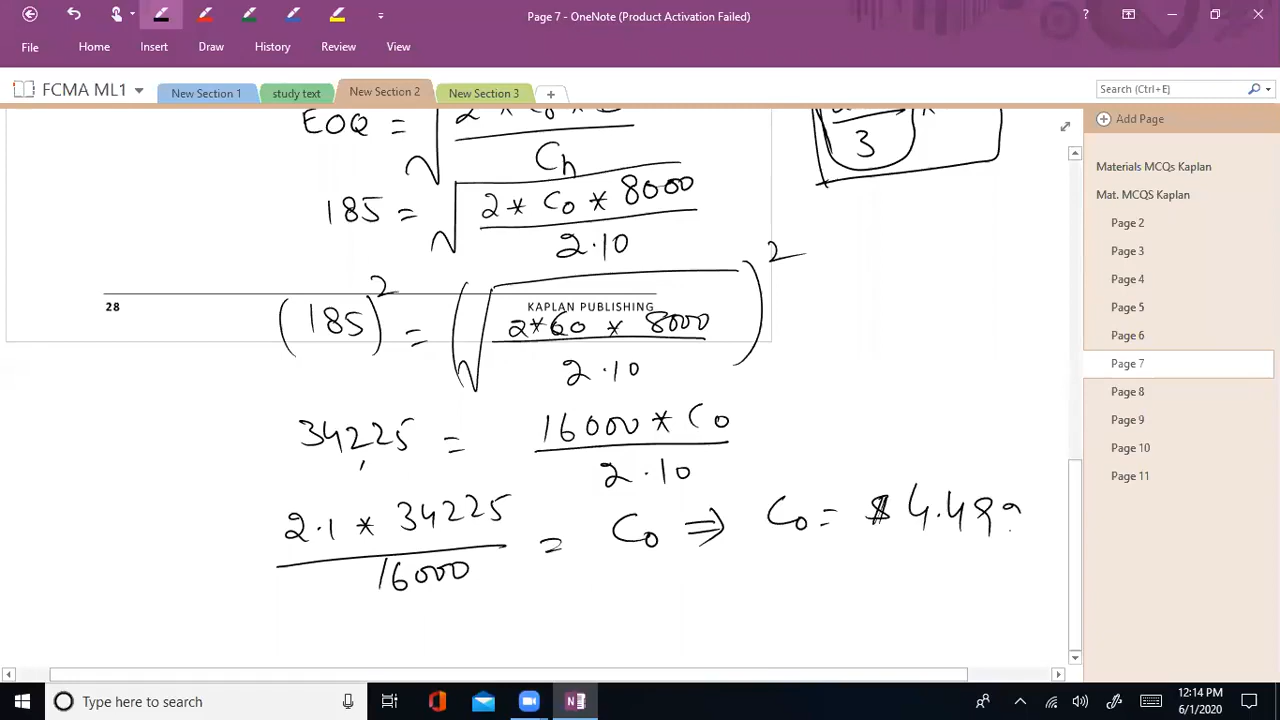 Page 7 - OneNote (Product Activation Failed)
?
File Home Insert Draw History Review View
FCMA ML1 New Section 1 study text New Section 2 New Section 3 +
Search (Ctrl+E)
Add Page
Materials MCQs Kaplan
Mat. MCQS Kaplan
Page 2
Page 3
Page 4
Page 5
Page 6
Page 7
Page 8
Page 9
Page 10
Page 11
EOQ = √ 2 * Co *
Ch
3
185 = √ 2 * Co * 8000
2.10
28
KAPLAN PUBLISHING
(185)² = (√ 2*Co * 8000)²
2.10
34225 = 16000 * Co
2.10
2.1 * 34225 = Co ⇒ Co = $ 4.49
16000
Type here to search
12:14 PM
6/1/2020